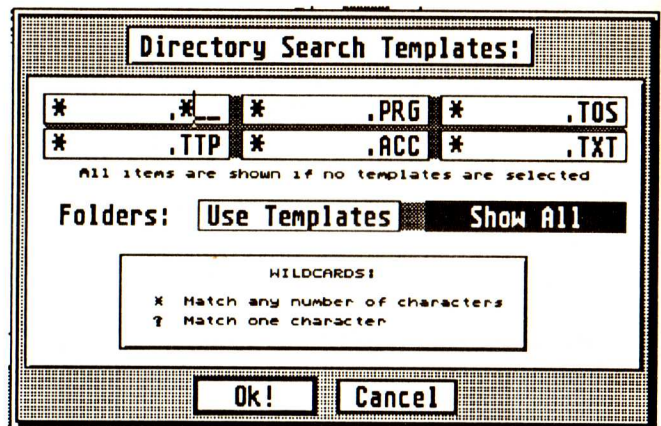 Directory Search Templates:
*       .*__ *       .PRG *       .TOS
*       .TTP *       .ACC *       .TXT
All items are shown if no templates are selected
Folders: Use Templates Show All
WILDCARDS:
* Match any number of characters
? Match one character
Ok! Cancel